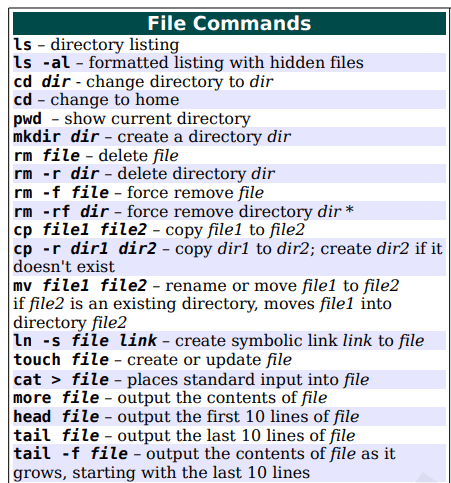 File Commands
ls – directory listing
ls -al – formatted listing with hidden files
cd dir - change directory to dir
cd – change to home
pwd – show current directory
mkdir dir – create a directory dir
rm file – delete file
rm -r dir – delete directory dir
rm -f file – force remove file
rm -rf dir – force remove directory dir *
cp file1 file2 – copy file1 to file2
cp -r dir1 dir2 – copy dir1 to dir2; create dir2 if it
doesn't exist
mv file1 file2 – rename or move file1 to file2
if file2 is an existing directory, moves file1 into
directory file2
ln -s file link – create symbolic link link to file
touch file – create or update file
cat > file – places standard input into file
more file – output the contents of file
head file – output the first 10 lines of file
tail file – output the last 10 lines of file
tail -f file – output the contents of file as it
grows, starting with the last 10 lines